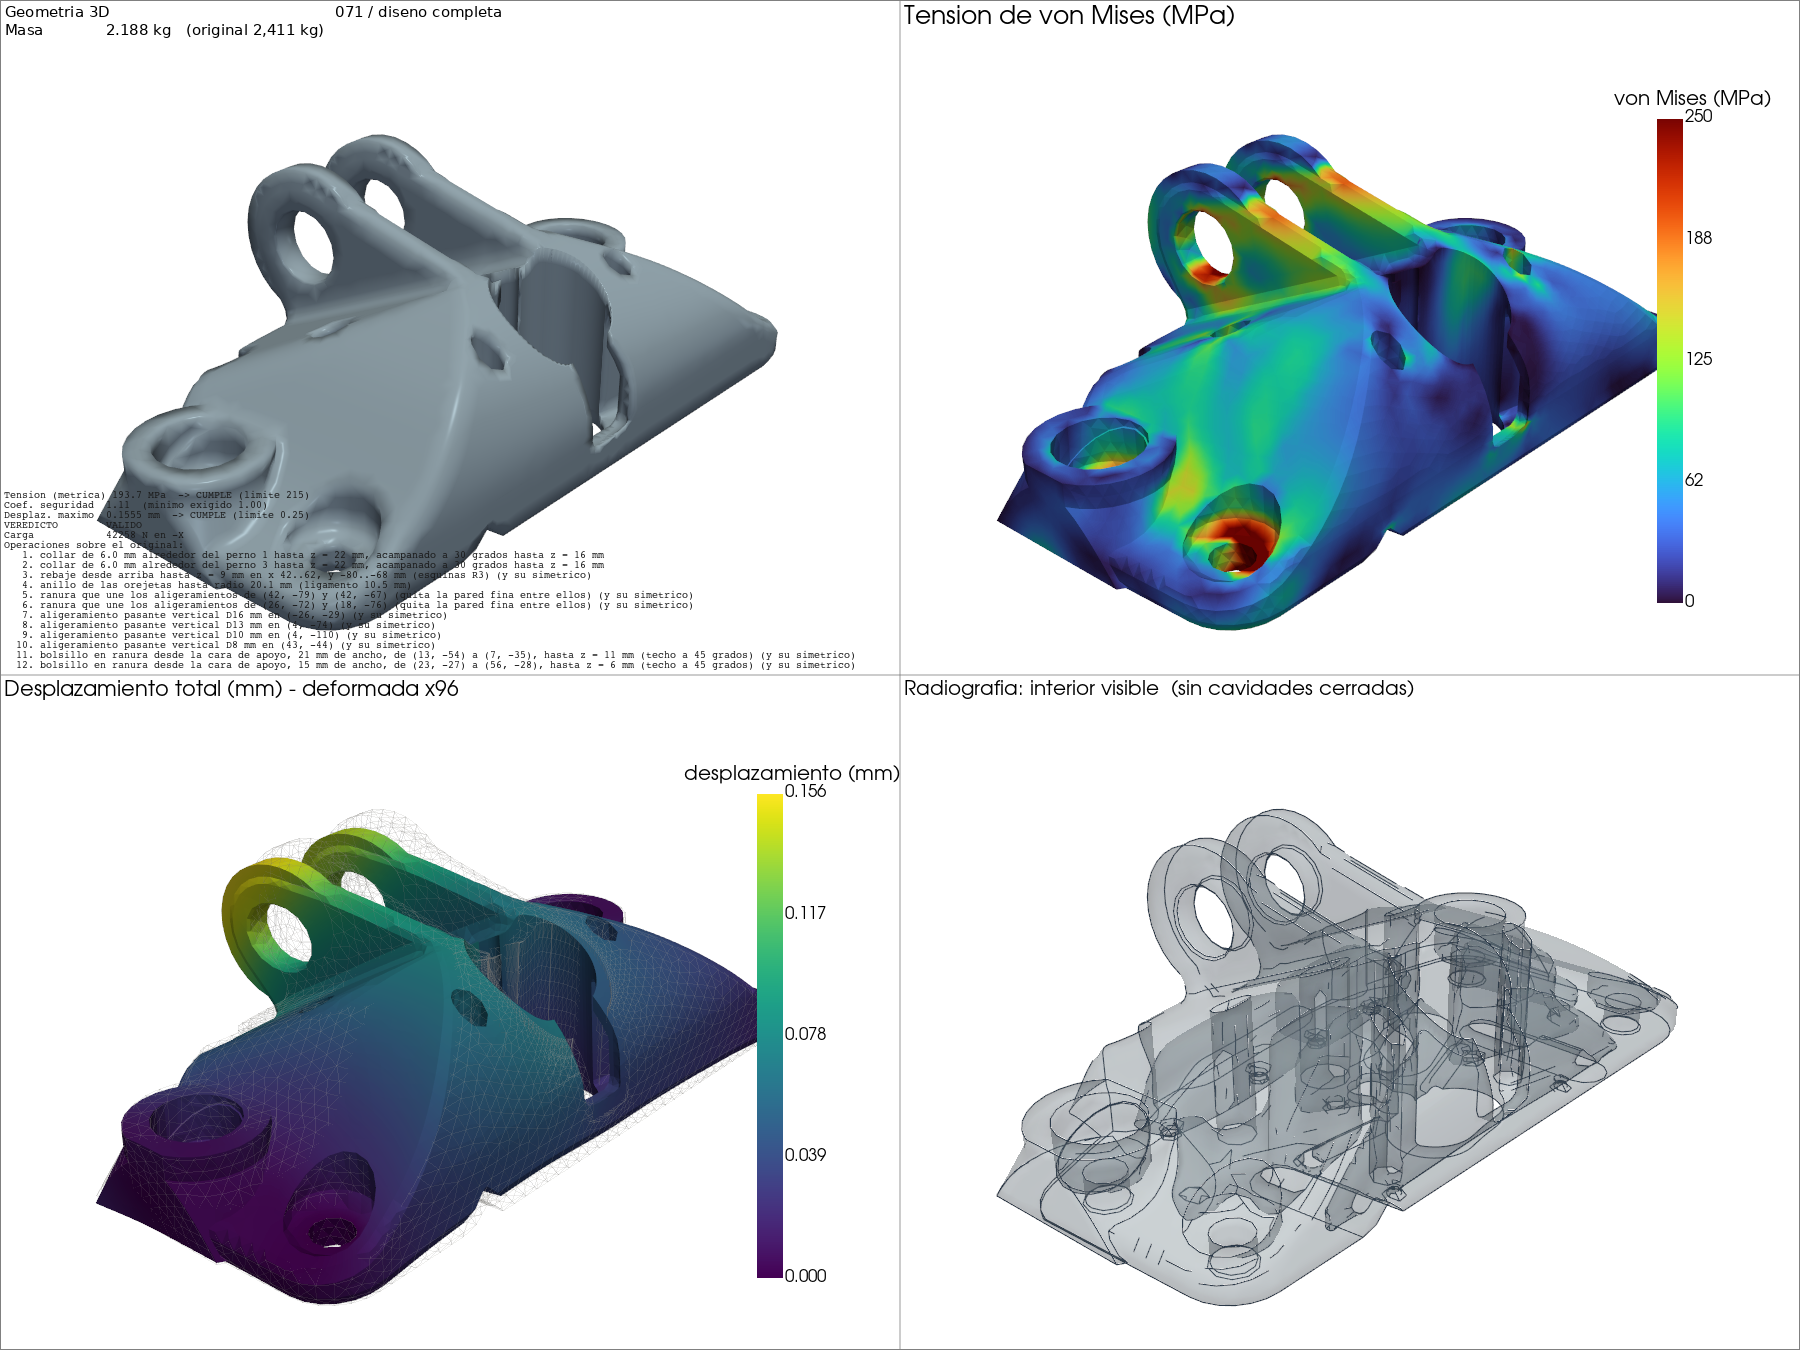 Geometria 3D
071 / diseno completa
Masa 2.188 kg (original 2,411 kg)
Tension (metrica) 193.7 MPa -> CUMPLE (limite 215)
Coef. seguridad 1.11 (minimo exigido 1.00)
Desplaz. maximo 0.1555 mm -> CUMPLE (limite 0.25)
VEREDICTO VALIDO
Carga 42258 N en -X
Operaciones sobre el original:
1. collar de 6.0 mm alrededor del perno 1 hasta z = 22 mm, acampanado a 30 grados hasta z = 16 mm
2. collar de 6.0 mm alrededor del perno 3 hasta z = 22 mm, acampanado a 30 grados hasta z = 16 mm
3. rebaje desde arriba hasta z = 9 mm en x 42..62, y -80..-68 mm (esquinas R3) (y su simetrico)
4. anillo de las orejetas hasta radio 20.1 mm (ligamento 10.5 mm)
5. ranura que une los aligeramientos de (42, -79) y (42, -67) (quita la pared fina entre ellos) (y su simetrico)
6. ranura que une los aligeramientos de (26, -72) y (18, -76) (quita la pared fina entre ellos) (y su simetrico)
7. aligeramiento pasante vertical D16 mm en (-26, -29) (y su simetrico)
8. aligeramiento pasante vertical D13 mm en (4, -74) (y su simetrico)
9. aligeramiento pasante vertical D10 mm en (4, -110) (y su simetrico)
10. aligeramiento pasante vertical D8 mm en (43, -44) (y su simetrico)
11. bolsillo en ranura desde la cara de apoyo, 21 mm de ancho, de (13, -54) a (7, -35), hasta z = 11 mm (techo a 45 grados) (y su simetrico)
12. bolsillo en ranura desde la cara de apoyo, 15 mm de ancho, de (23, -27) a (56, -28), hasta z = 6 mm (techo a 45 grados) (y su simetrico)
Tension de von Mises (MPa)
von Mises (MPa)
250
188
125
62
0
Desplazamiento total (mm) - deformada x96
desplazamiento (mm)
0.156
0.117
0.078
0.039
0.000
Radiografia: interior visible (sin cavidades cerradas)